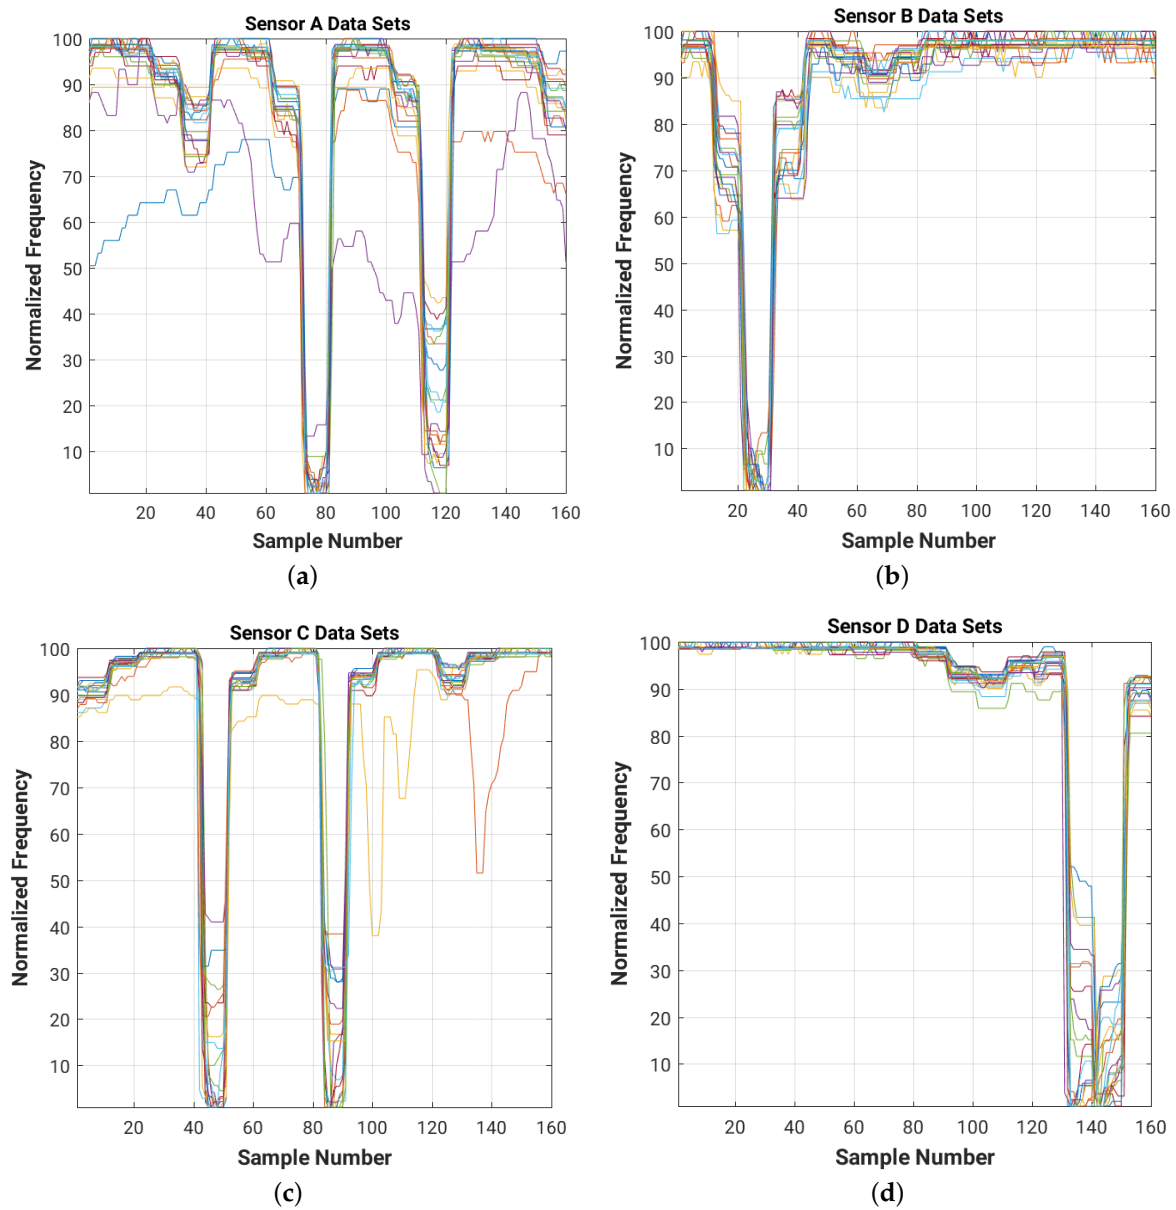 Sensor A Data Sets
100
90
80
70
60
50
40
30
20
10
Normalized Frequency
20 40 60 80 100 120 140 160
Sample Number
(a)
Sensor B Data Sets
100
90
80
70
60
50
40
30
20
10
Normalized Frequency
20 40 60 80 100 120 140 160
Sample Number
(b)
Sensor C Data Sets
100
90
80
70
60
50
40
30
20
10
Normalized Frequency
20 40 60 80 100 120 140 160
Sample Number
(c)
Sensor D Data Sets
100
90
80
70
60
50
40
30
20
10
Normalized Frequency
20 40 60 80 100 120 140 160
Sample Number
(d)